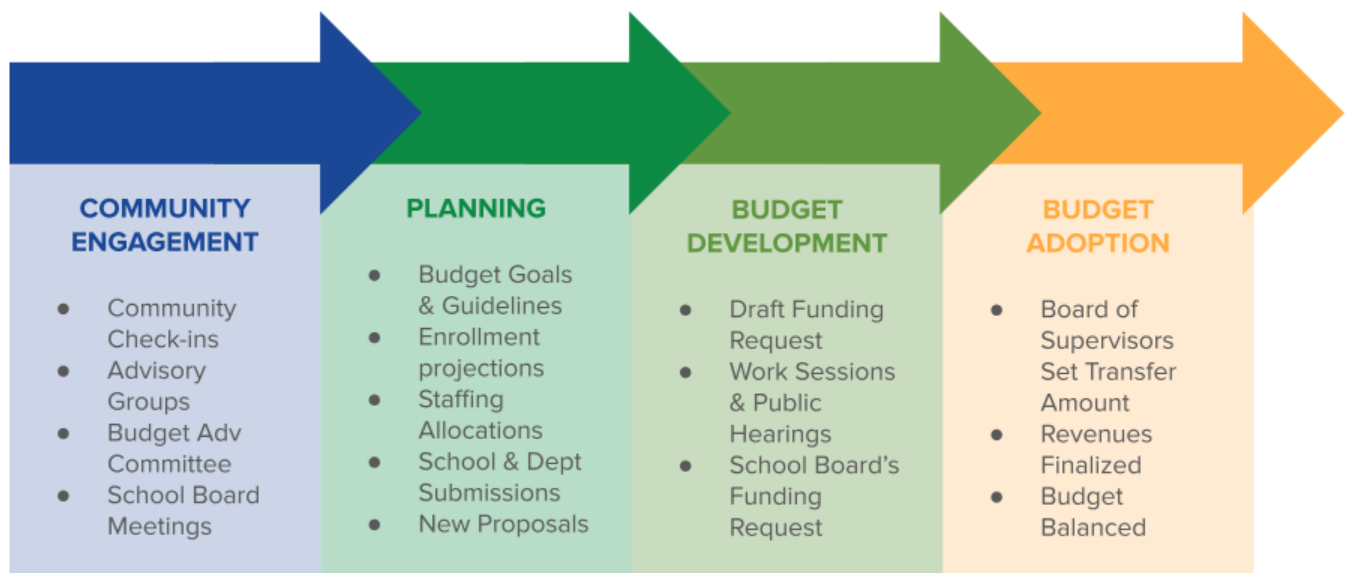 COMMUNITY
ENGAGEMENT
● Community
Check-ins
● Advisory
Groups
● Budget Adv
Committee
● School Board
Meetings
PLANNING
● Budget Goals
& Guidelines
● Enrollment
projections
● Staffing
Allocations
● School & Dept
Submissions
● New Proposals
BUDGET
DEVELOPMENT
● Draft Funding
Request
● Work Sessions
& Public
Hearings
● School Board’s
Funding
Request
BUDGET
ADOPTION
● Board of
Supervisors
Set Transfer
Amount
● Revenues
Finalized
● Budget
Balanced